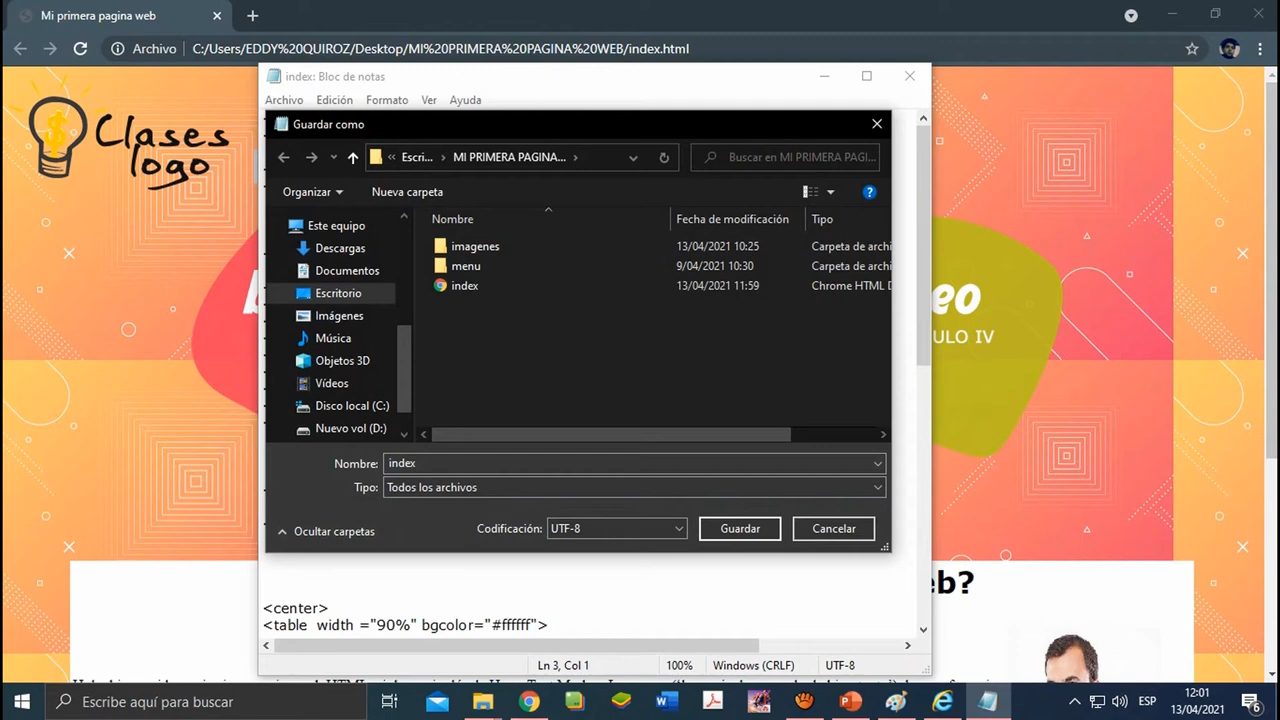 Mi primera pagina web
Archivo C:/Users/EDDY%20QUIROZ/Desktop/MI%20PRIMERA%20PAGINA%20WEB/index.html
index: Bloc de notas
Archivo Edición Formato Ver Ayuda
Clases
logo
Guardar como
Escri... MI PRIMERA PAGINA... Buscar en MI PRIMERA PAGI...
Organizar Nueva carpeta
Nombre Fecha de modificación Tipo
Este equipo
Descargas
Documentos
Escritorio
Imágenes
Música
Objetos 3D
Vídeos
Disco local (C:)
Nuevo vol (D:)
imagenes 13/04/2021 10:25 Carpeta de archi
menu 9/04/2021 10:30 Carpeta de archi
index 13/04/2021 11:59 Chrome HTML D
eo
ULO IV
Nombre: index
Tipo: Todos los archivos
Ocultar carpetas Codificación: UTF-8 Guardar Cancelar
eb?
<center>
<table width ="90%" bgcolor="#ffffff">
Ln 3, Col 1 100% Windows (CRLF) UTF-8
Escribe aquí para buscar
ESP
12:01
13/04/2021
6